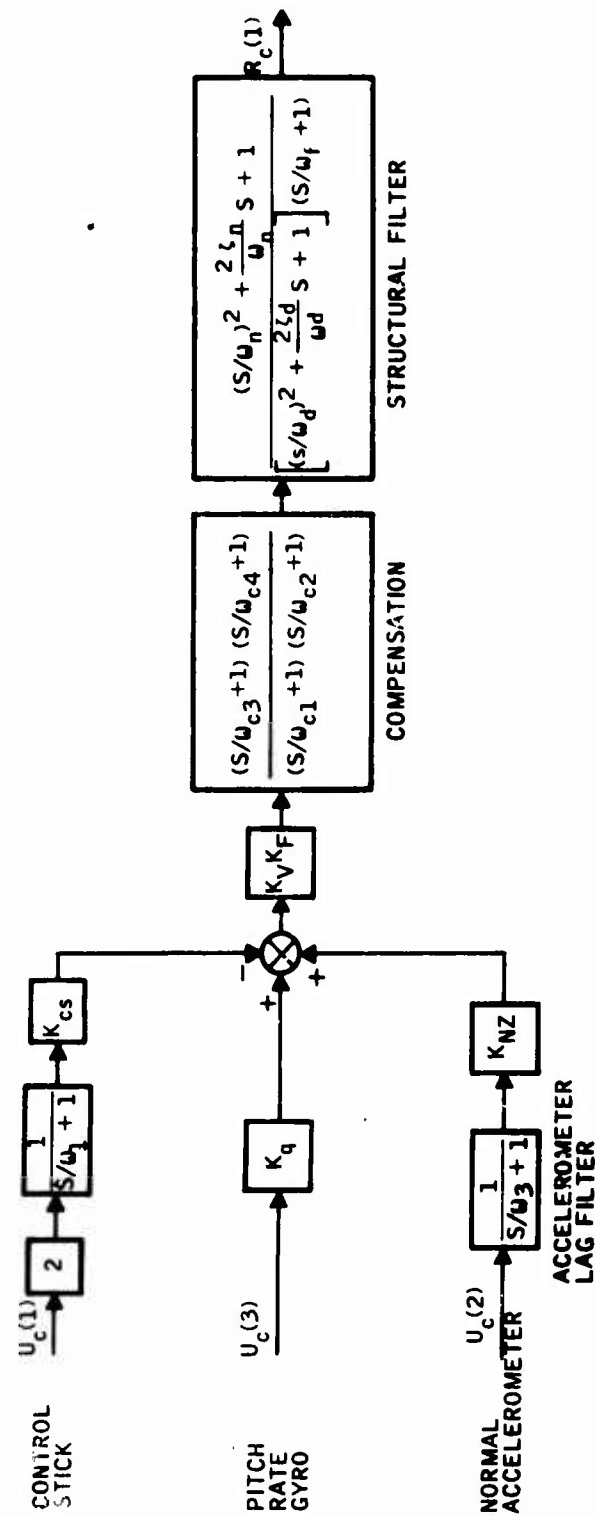 CONTROL
STICK
U_c(1)
2
1
S/ω_1 + 1
K_cs
PITCH
RATE
GYRO
U_c(3)
K_q
NORMAL
ACCELEROMETER
U_c(2)
1
S/ω_3 + 1
ACCELEROMETER
LAG FILTER
K_NZ
-
+
+
K_V K_F
(S/ω_c3 +1) (S/ω_c4 +1)
(S/ω_c1 +1) (S/ω_c2 +1)
COMPENSATION
(S/ω_n)^2 + 2ζ_n/ω_n S + 1
[(s/ω_d)^2 + 2ζ_d/ωd S + 1] (S/ω_f +1)
STRUCTURAL FILTER
R_c(1)